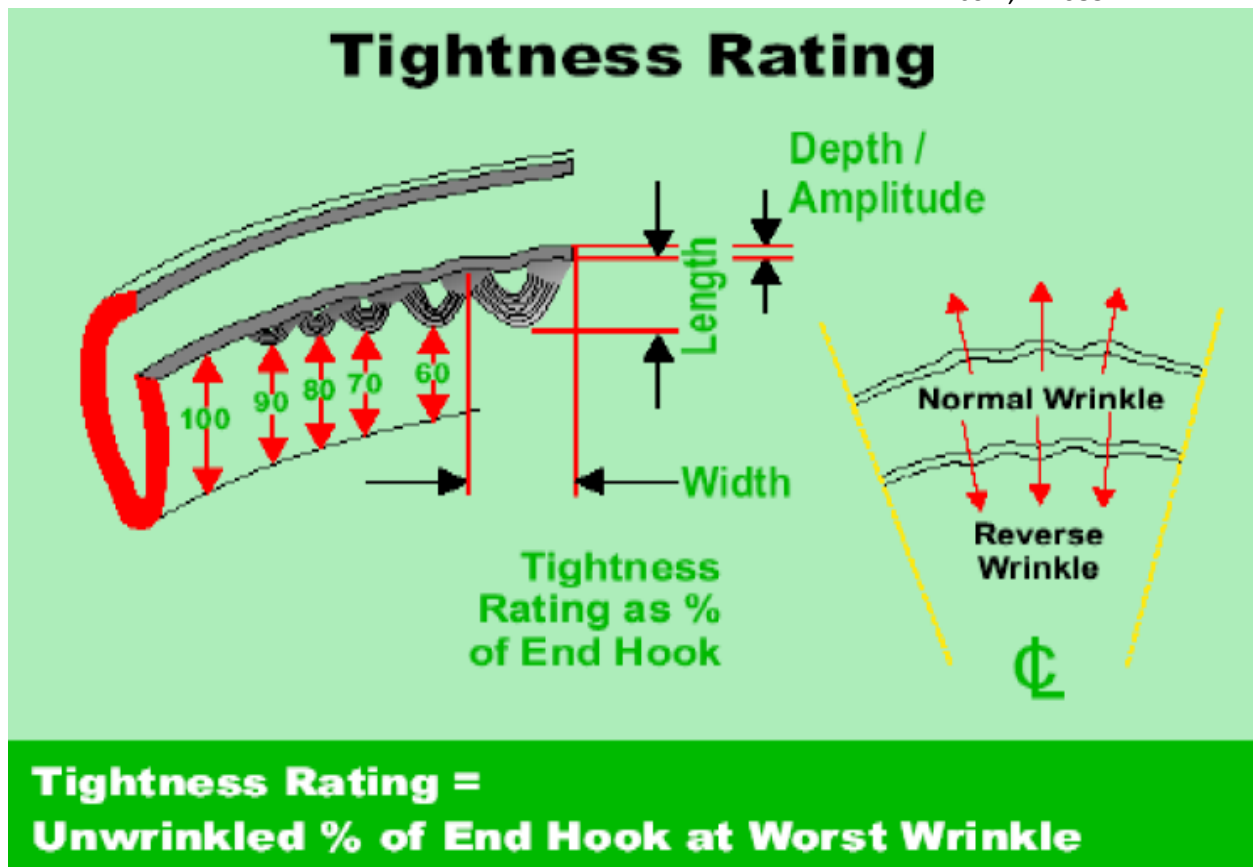 Tightness Rating
Depth /
Amplitude
Length
100
90
80
70
60
Width
Normal Wrinkle
Reverse
Wrinkle
Tightness
Rating as %
of End Hook
℄
Tightness Rating =
Unwrinkled % of End Hook at Worst Wrinkle